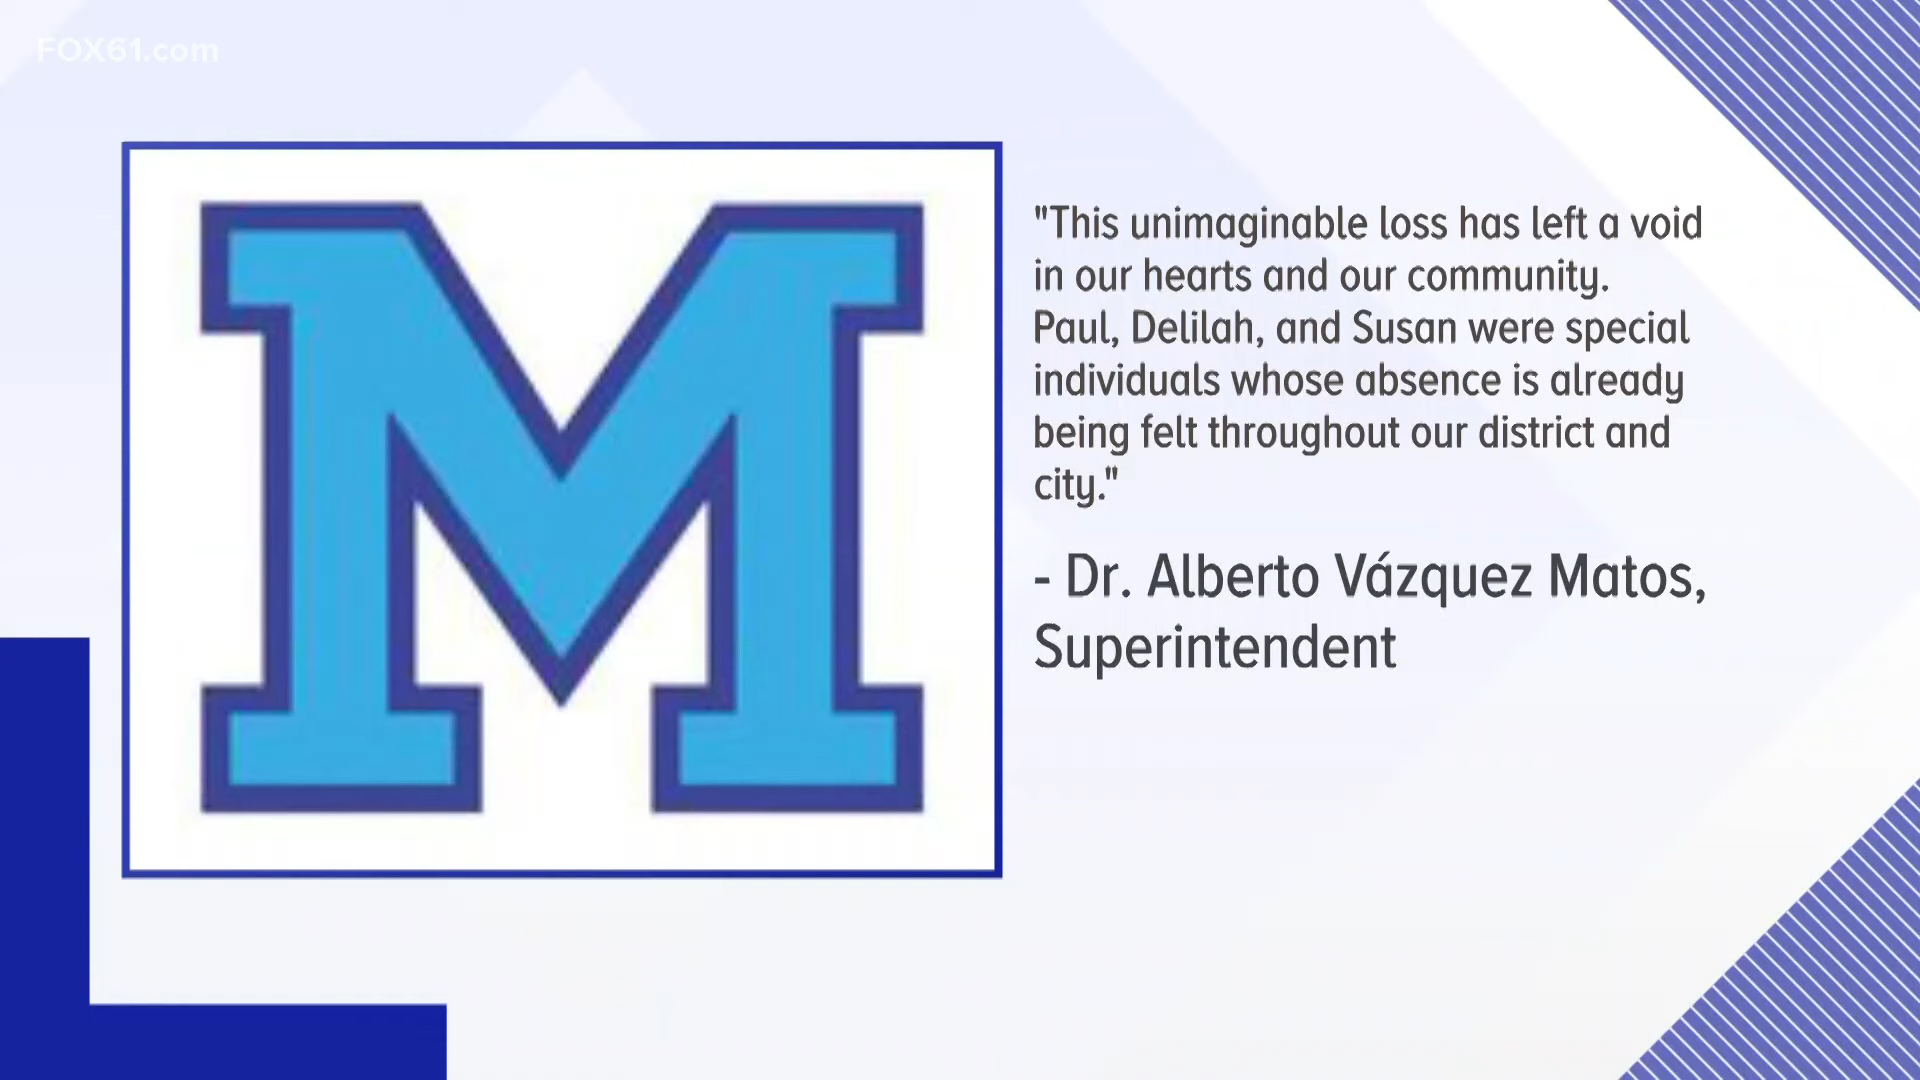 FOX61.com
M
"This unimaginable loss has left a void
in our hearts and our community.
Paul, Delilah, and Susan were special
individuals whose absence is already
being felt throughout our district and
city."
- Dr. Alberto Vázquez Matos,
Superintendent